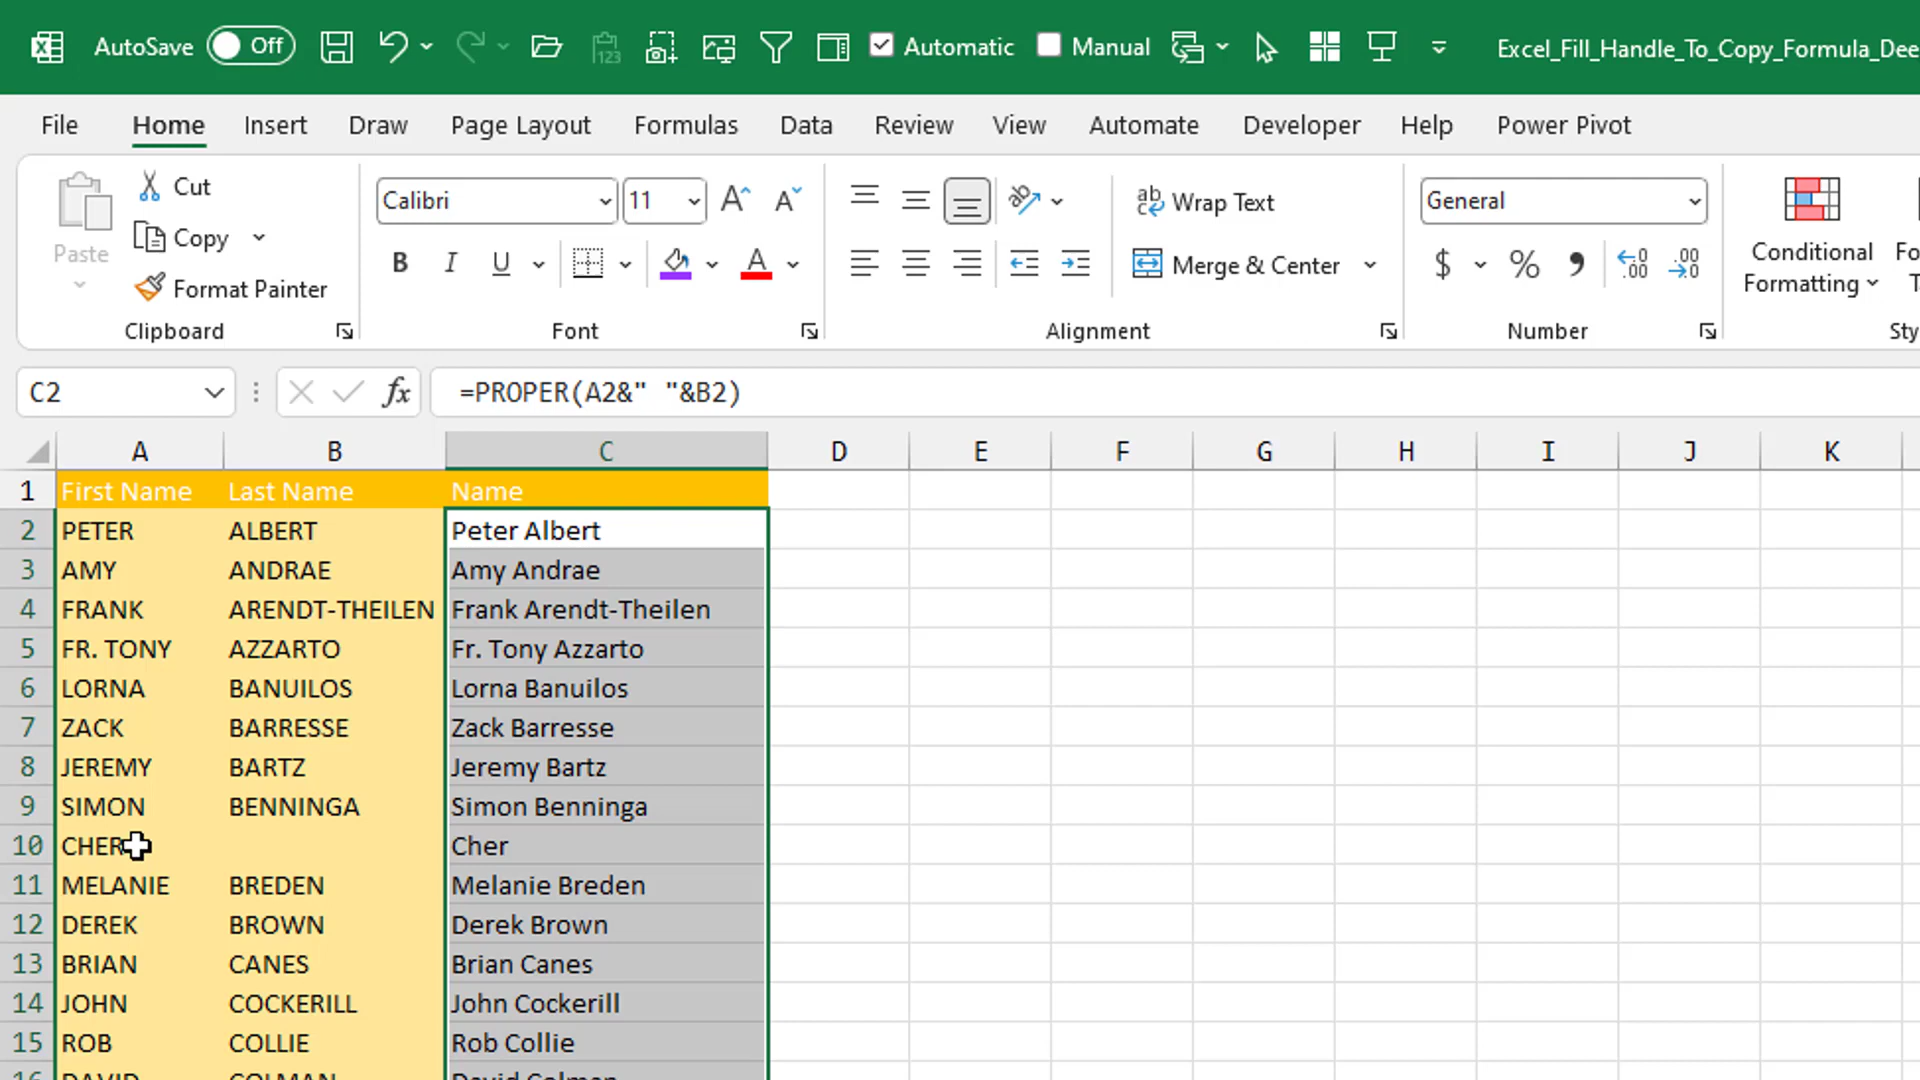 AutoSave Off Automatic Manual Excel_Fill_Handle_To_Copy_Formula_Dee
File Home Insert Draw Page Layout Formulas Data Review View Automate Developer Help Power Pivot
Paste Cut Calibri 11 Wrap Text General
Copy
B I U A Merge & Center $ % Conditional Formatting
Format Painter
Clipboard Font Alignment Number Sty
C2 fx =PROPER(A2&" "&B2)
A B C D E F G H I J K
1 First Name Last Name Name
2 PETER ALBERT Peter Albert
3 AMY ANDRAE Amy Andrae
4 FRANK ARENDT-THEILEN Frank Arendt-Theilen
5 FR. TONY AZZARTO Fr. Tony Azzarto
6 LORNA BANUILOS Lorna Banuilos
7 ZACK BARRESSE Zack Barresse
8 JEREMY BARTZ Jeremy Bartz
9 SIMON BENNINGA Simon Benninga
10 CHER Cher
11 MELANIE BREDEN Melanie Breden
12 DEREK BROWN Derek Brown
13 BRIAN CANES Brian Canes
14 JOHN COCKERILL John Cockerill
15 ROB COLLIE Rob Collie
16 DAVID COLMAN David Colman